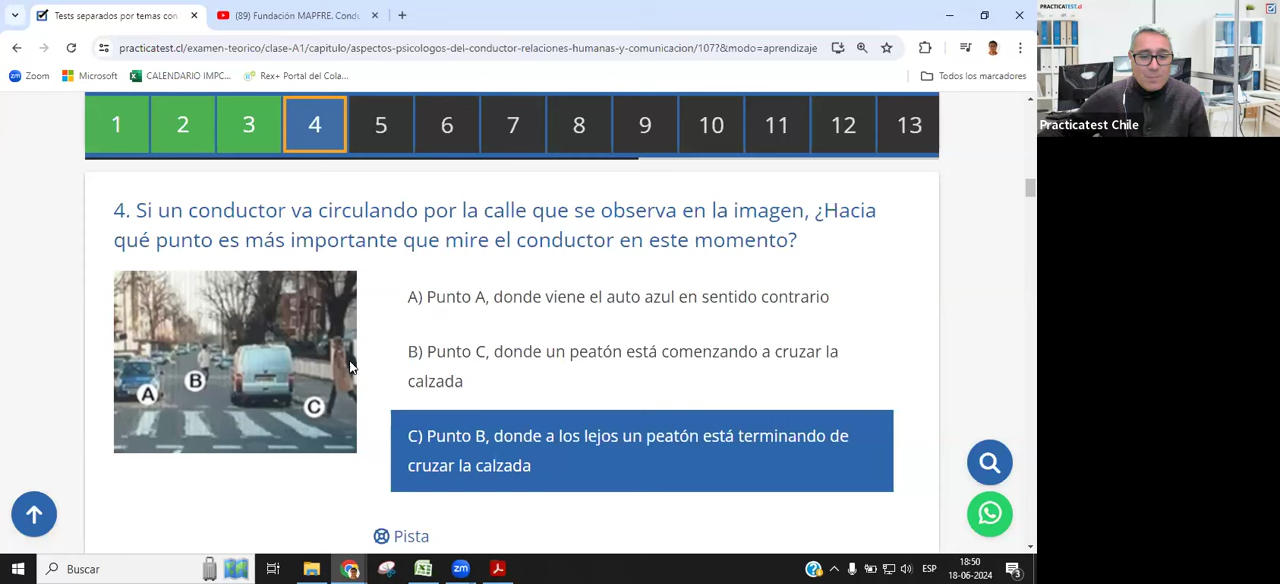 Tests separados por temas con
(89) Fundación MAPFRE. Condu
practicatest.cl/examen-teorico/clase-A1/capitulo/aspectos-psicologos-del-conductor-relaciones-humanas-y-comunicacion/107?&modo=aprendizaje
Zoom
Microsoft
CALENDARIO IMPC...
Rex+ Portal del Cola...
Todos los marcadores
PRACTICATEST.cl
Practicatest Chile
1 2 3 4 5 6 7 8 9 10 11 12 13
4. Si un conductor va circulando por la calle que se observa en la imagen, ¿Hacia
qué punto es más importante que mire el conductor en este momento?
A
B
C
A) Punto A, donde viene el auto azul en sentido contrario
B) Punto C, donde un peatón está comenzando a cruzar la
calzada
C) Punto B, donde a los lejos un peatón está terminando de
cruzar la calzada
Pista
Buscar
ESP
18:50
18-06-2024
3